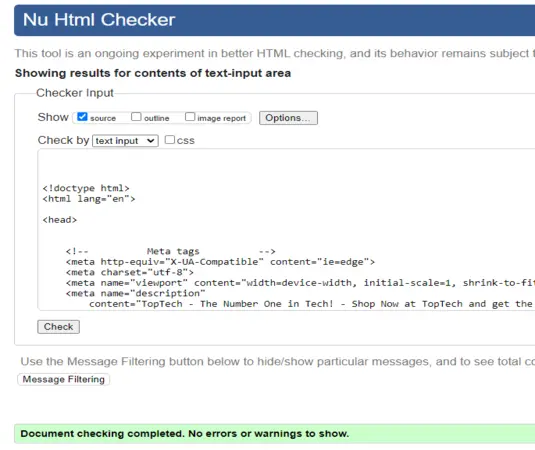 Nu Html Checker
This tool is an ongoing experiment in better HTML checking, and its behavior remains subject
Showing results for contents of text-input area
Checker Input
Show source outline image report Options...
Check by text input css
<!doctype html>
<html lang="en">
<head>
<!-- Meta tags -->
<meta http-equiv="X-UA-Compatible" content="ie=edge">
<meta charset="utf-8">
<meta name="viewport" content="width=device-width, initial-scale=1, shrink-to-fit
<meta name="description"
content="TopTech - The Number One in Tech! - Shop Now at TopTech and get the
Check
Use the Message Filtering button below to hide/show particular messages, and to see total
Message Filtering
Document checking completed. No errors or warnings to show.